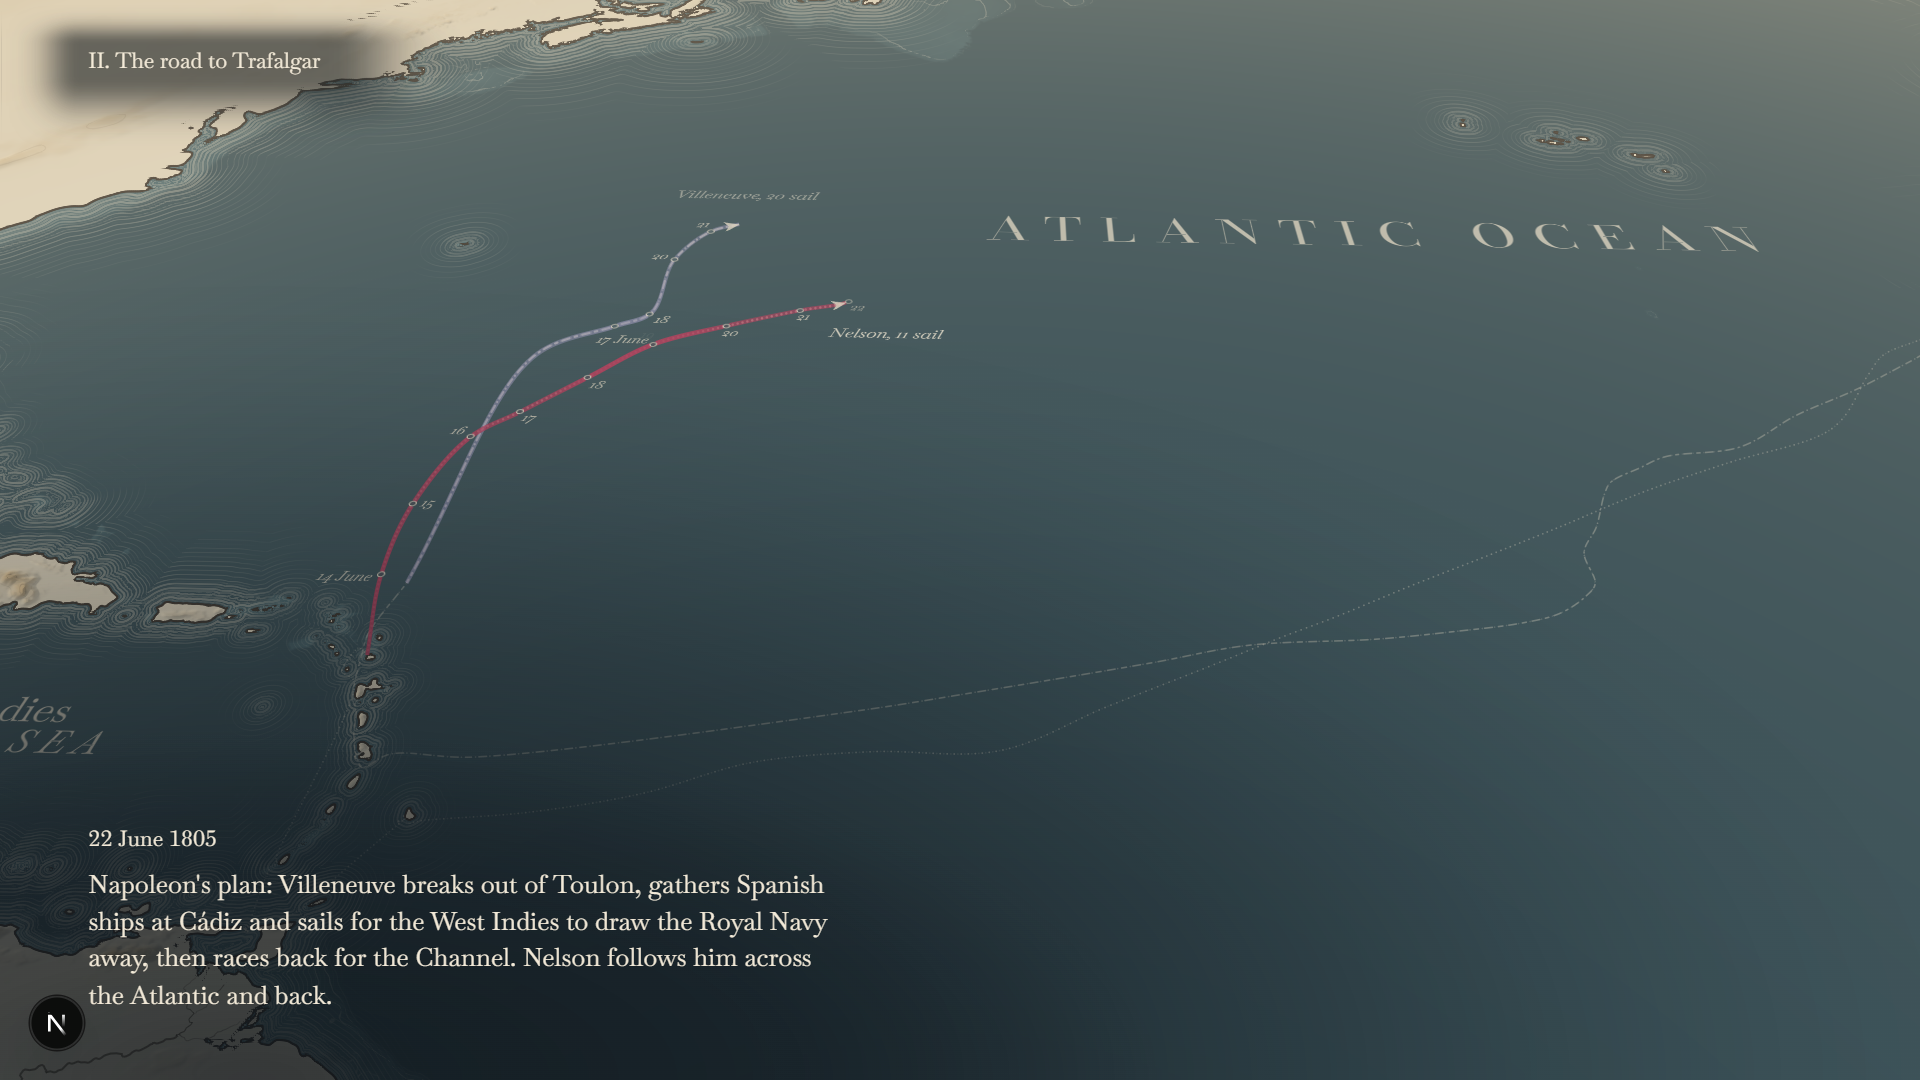 II. The road to Trafalgar
Villeneuve, 20 sail
21
20
ATLANTIC OCEAN
22
21
18
20
Nelson, 11 sail
17 June
18
17
16
15
14 June
dies
SEA
22 June 1805
Napoleon's plan: Villeneuve breaks out of Toulon, gathers Spanish
ships at Cádiz and sails for the West Indies to draw the Royal Navy
away, then races back for the Channel. Nelson follows him across
the Atlantic and back.
N